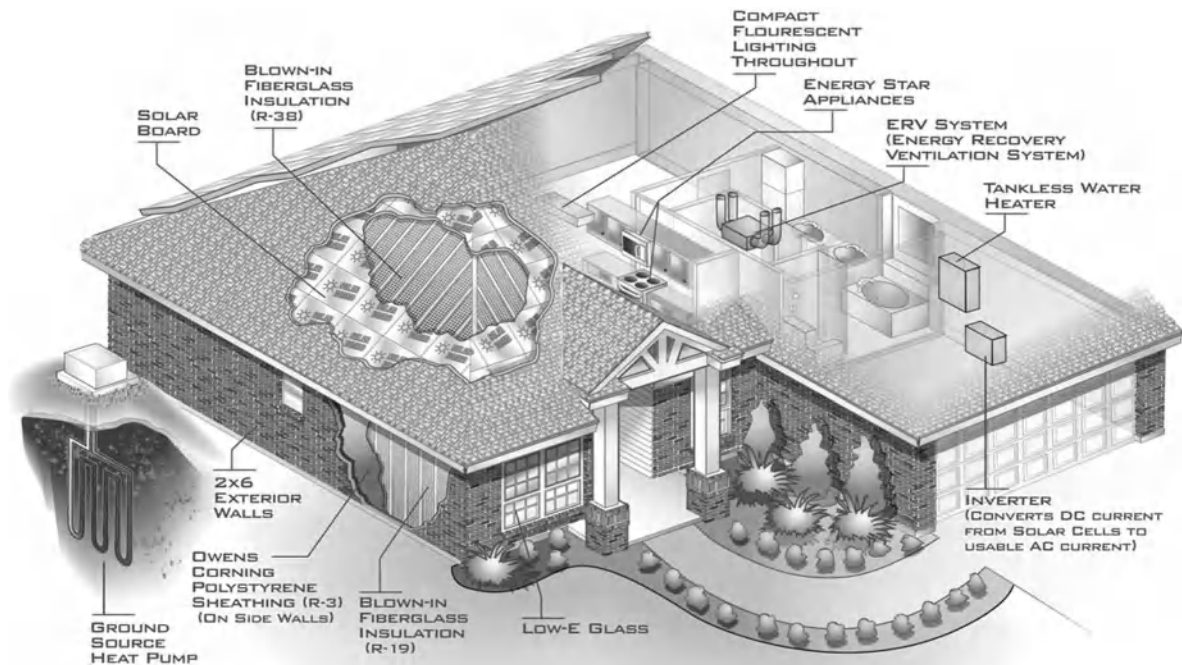 COMPACT
FLOURESCENT
LIGHTING
THROUGHOUT
BLOWN-IN
FIBERGLASS
INSULATION
(R-38)
ENERGY STAR
APPLIANCES
SOLAR
BOARD
ERV SYSTEM
(ENERGY RECOVERY
VENTILATION SYSTEM)
TANKLESS WATER
HEATER
2x6
EXTERIOR
WALLS
INVERTER
(CONVERTS DC CURRENT
FROM SOLAR CELLS TO
USABLE AC CURRENT)
OWENS
CORNING
POLYSTYRENE
SHEATHING (R-3)
(ON SIDE WALLS)
BLOWN-IN
FIBERGLASS
INSULATION
(R-19)
LOW-E GLASS
GROUND
SOURCE
HEAT PUMP